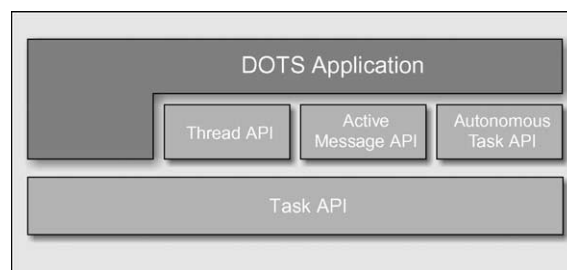 DOTS Application
Thread API
Active
Message API
Autonomous
Task API
Task API